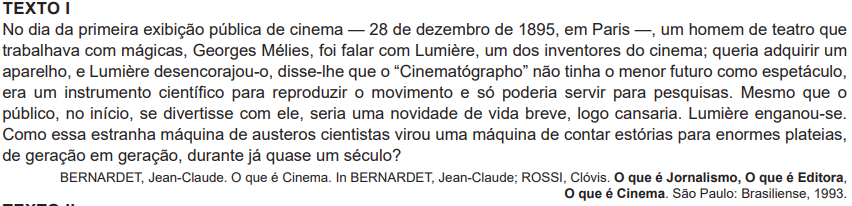 TEXTO I
No dia da primeira exibição pública de cinema — 28 de dezembro de 1895, em Paris —, um homem de teatro que
trabalhava com mágicas, Georges Mélies, foi falar com Lumière, um dos inventores do cinema; queria adquirir um
aparelho, e Lumière desencorajou-o, disse-lhe que o “Cinematógrapho” não tinha o menor futuro como espetáculo,
era um instrumento científico para reproduzir o movimento e só poderia servir para pesquisas. Mesmo que o
público, no início, se divertisse com ele, seria uma novidade de vida breve, logo cansaria. Lumière enganou-se.
Como essa estranha máquina de austeros cientistas virou uma máquina de contar estórias para enormes plateias,
de geração em geração, durante já quase um século?
BERNARDET, Jean-Claude. O que é Cinema. In BERNARDET, Jean-Claude; ROSSI, Clóvis. O que é Jornalismo, O que é Editora,
O que é Cinema. São Paulo: Brasiliense, 1993.